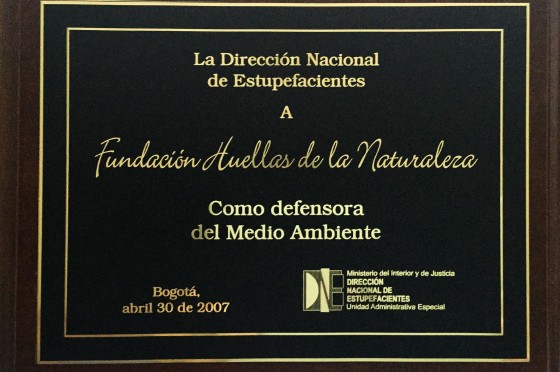 La Dirección Nacional
de Estupefacientes
A
Fundación Huellas de la Naturaleza
Como defensora
del Medio Ambiente
Bogotá,
abril 30 de 2007
DNE
Ministerio del Interior y de Justicia
DIRECCIÓN
NACIONAL DE
ESTUPEFACIENTES
Unidad Administrativa Especial